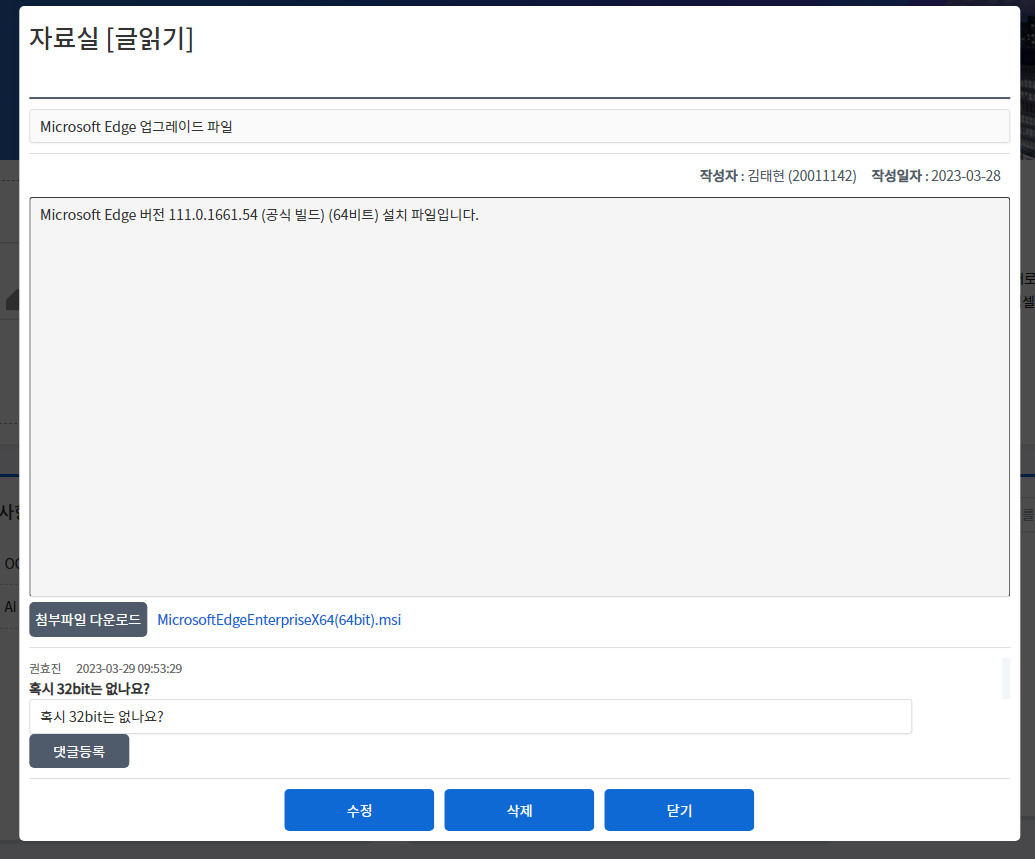 자료실 [글읽기]
Microsoft Edge 업그레이드 파일
작성자 : 김태현 (20011142) 작성일자 : 2023-03-28
Microsoft Edge 버전 111.0.1661.54 (공식 빌드) (64비트) 설치 파일입니다.
첨부파일 다운로드 MicrosoftEdgeEnterpriseX64(64bit).msi
권효진 2023-03-29 09:53:29
혹시 32bit는 없나요?
혹시 32bit는 없나요?
댓글등록
수정 삭제 닫기
로
셀
AI